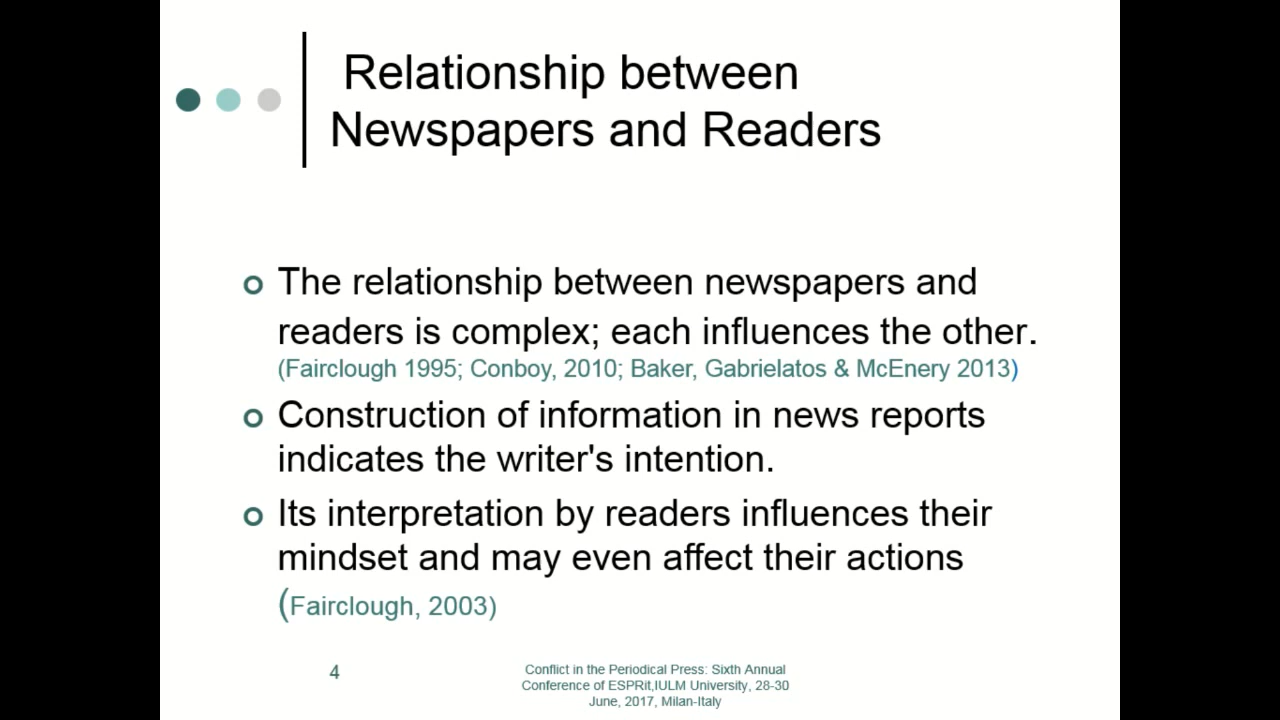 Relationship between
Newspapers and Readers
The relationship between newspapers and
readers is complex; each influences the other.
(Fairclough 1995; Conboy, 2010; Baker, Gabrielatos & McEnery 2013)
Construction of information in news reports
indicates the writer's intention.
Its interpretation by readers influences their
mindset and may even affect their actions
(Fairclough, 2003)
4
Conflict in the Periodical Press: Sixth Annual
Conference of ESPRit,IULM University, 28-30
June, 2017, Milan-Italy